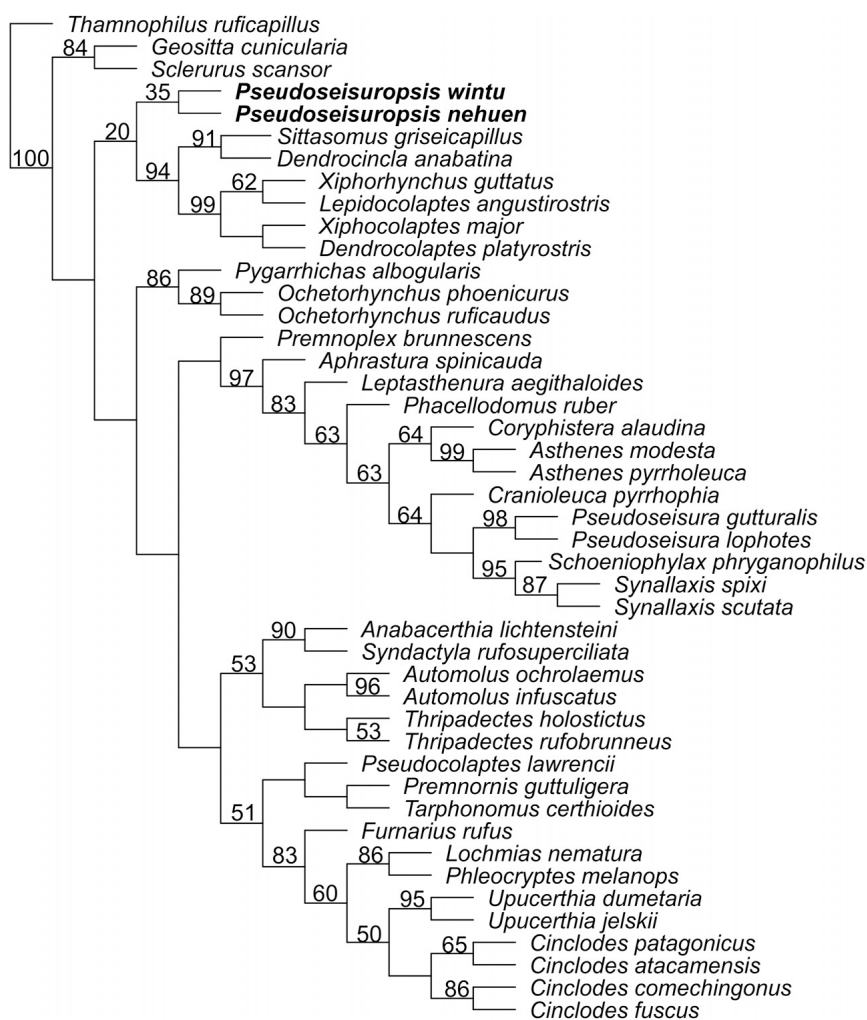 Thamnophilus ruficapillus
84 Geositta cunicularia
Sclerurus scansor
35 Pseudoseisuropsis wintu
Pseudoseisuropsis nehuen
20
91 Sittasomus griseicapillus
100
Dendrocincla anabatina
94
62 Xiphorhynchus guttatus
99 Lepidocolaptes angustirostris
Xiphocolaptes major
Dendrocolaptes platyrostris
86 Pygarrhichas albogularis
89 Ochetorhynchus phoenicurus
Ochetorhynchus ruficaudus
Premnoplex brunnescens
Aphrastura spinicauda
97
Leptasthenura aegithaloides
83
Phacellodomus ruber
63
64 Coryphistera alaudina
99 Asthenes modesta
63
Asthenes pyrrholeuca
Cranioleuca pyrrhophia
64
98 Pseudoseisura gutturalis
Pseudoseisura lophotes
95 Schoeniophylax phryganophilus
87 Synallaxis spixi
Synallaxis scutata
90 Anabacerthia lichtensteini
Syndactyla rufosuperciliata
53
Automolus ochrolaemus
96
Automolus infuscatus
Thripadectes holostictus
53
Thripadectes rufobrunneus
Pseudocolaptes lawrencii
Premnornis guttuligera
51
Tarphonomus certhioides
Furnarius rufus
83
86 Lochmias nematura
Phleocryptes melanops
60
95 Upucerthia dumetaria
Upucerthia jelskii
50
65 Cinclodes patagonicus
Cinclodes atacamensis
86 Cinclodes comechingonus
Cinclodes fuscus